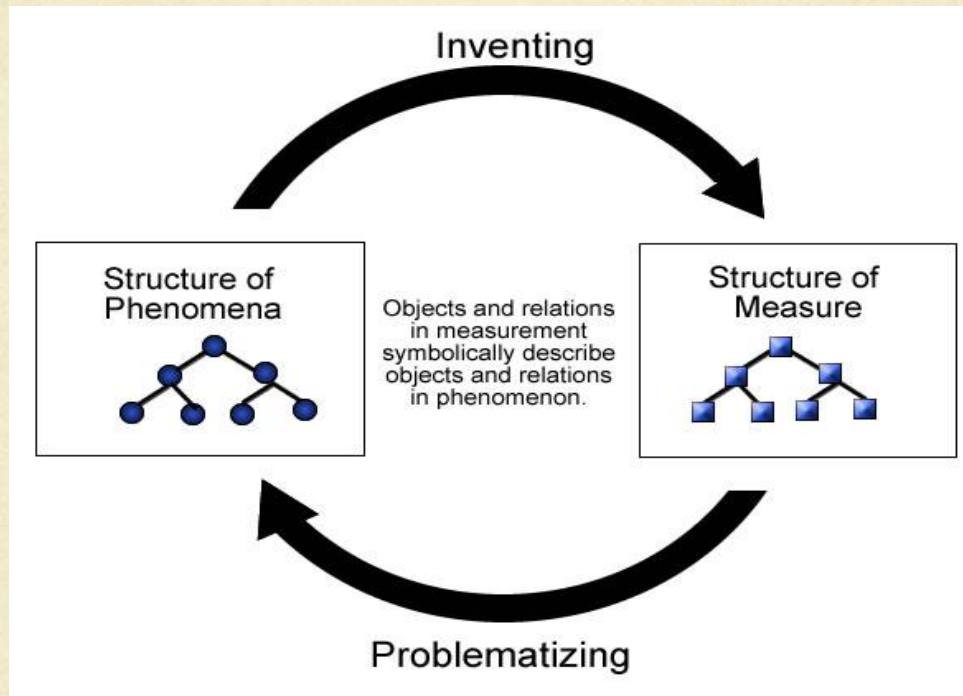 Inventing
Structure of
Phenomena
Objects and relations
in measurement
symbolically describe
objects and relations
in phenomenon.
Structure of
Measure
Problematizing